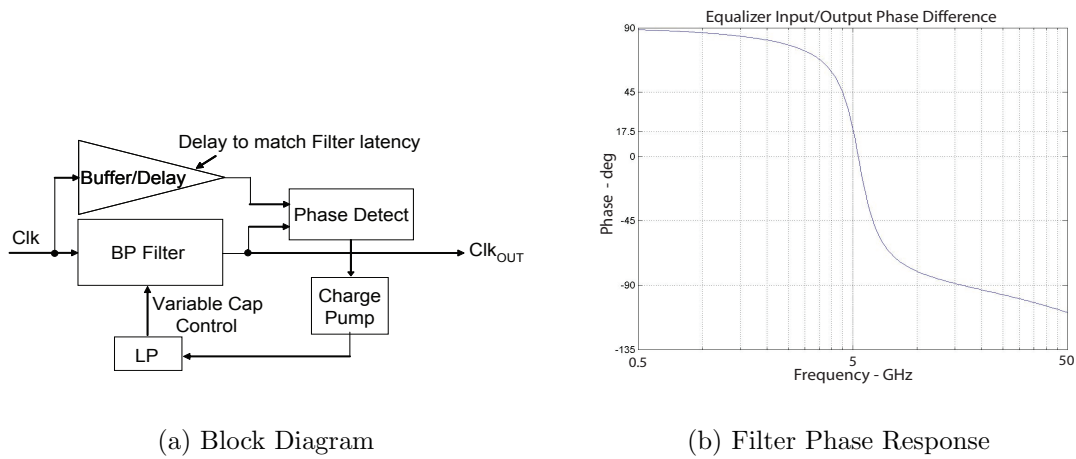 Delay to match Filter latency
Buffer/Delay
Phase Detect
Clk
BP Filter
ClkOUT
Variable Cap
Control
Charge
Pump
LP
(a) Block Diagram
Equalizer Input/Output Phase Difference
90
45
17.5
0
-45
-90
-135
Phase - deg
0.5
5
50
Frequency - GHz
(b) Filter Phase Response